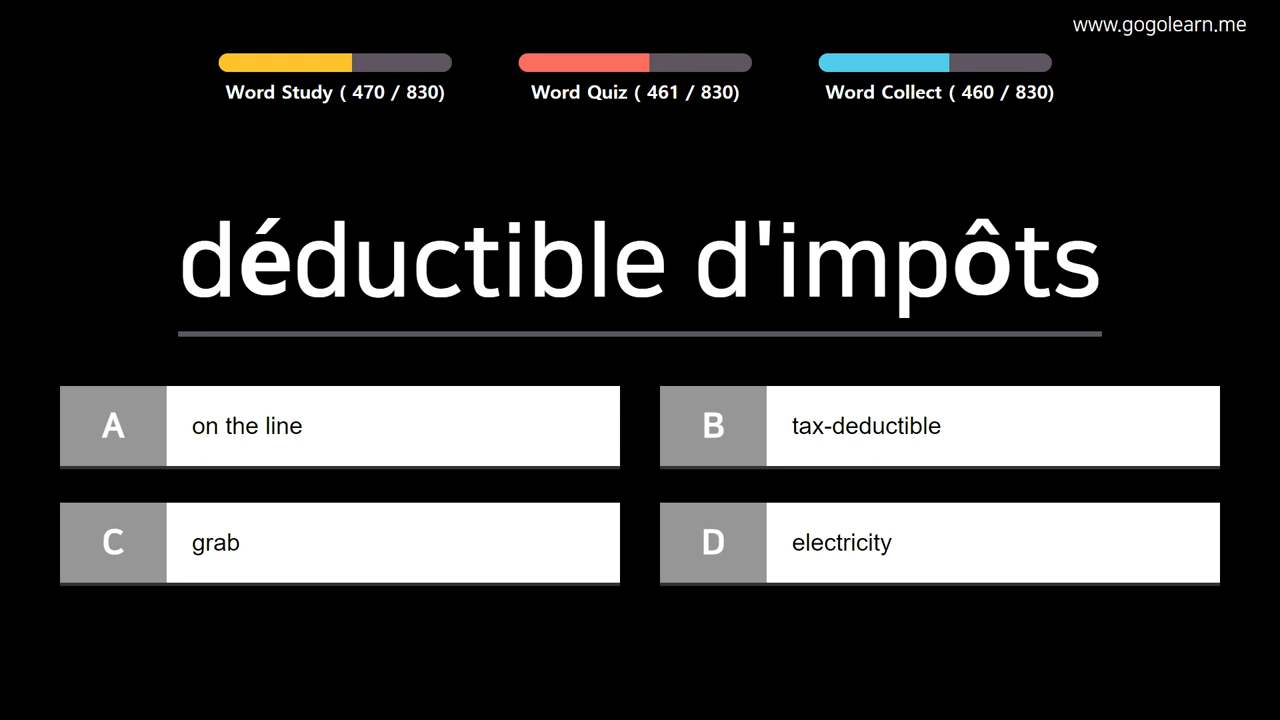 www.gogolearn.me
Word Study ( 470 / 830)
Word Quiz ( 461 / 830)
Word Collect ( 460 / 830)
déductible d'impôts
A on the line
B tax-deductible
C grab
D electricity